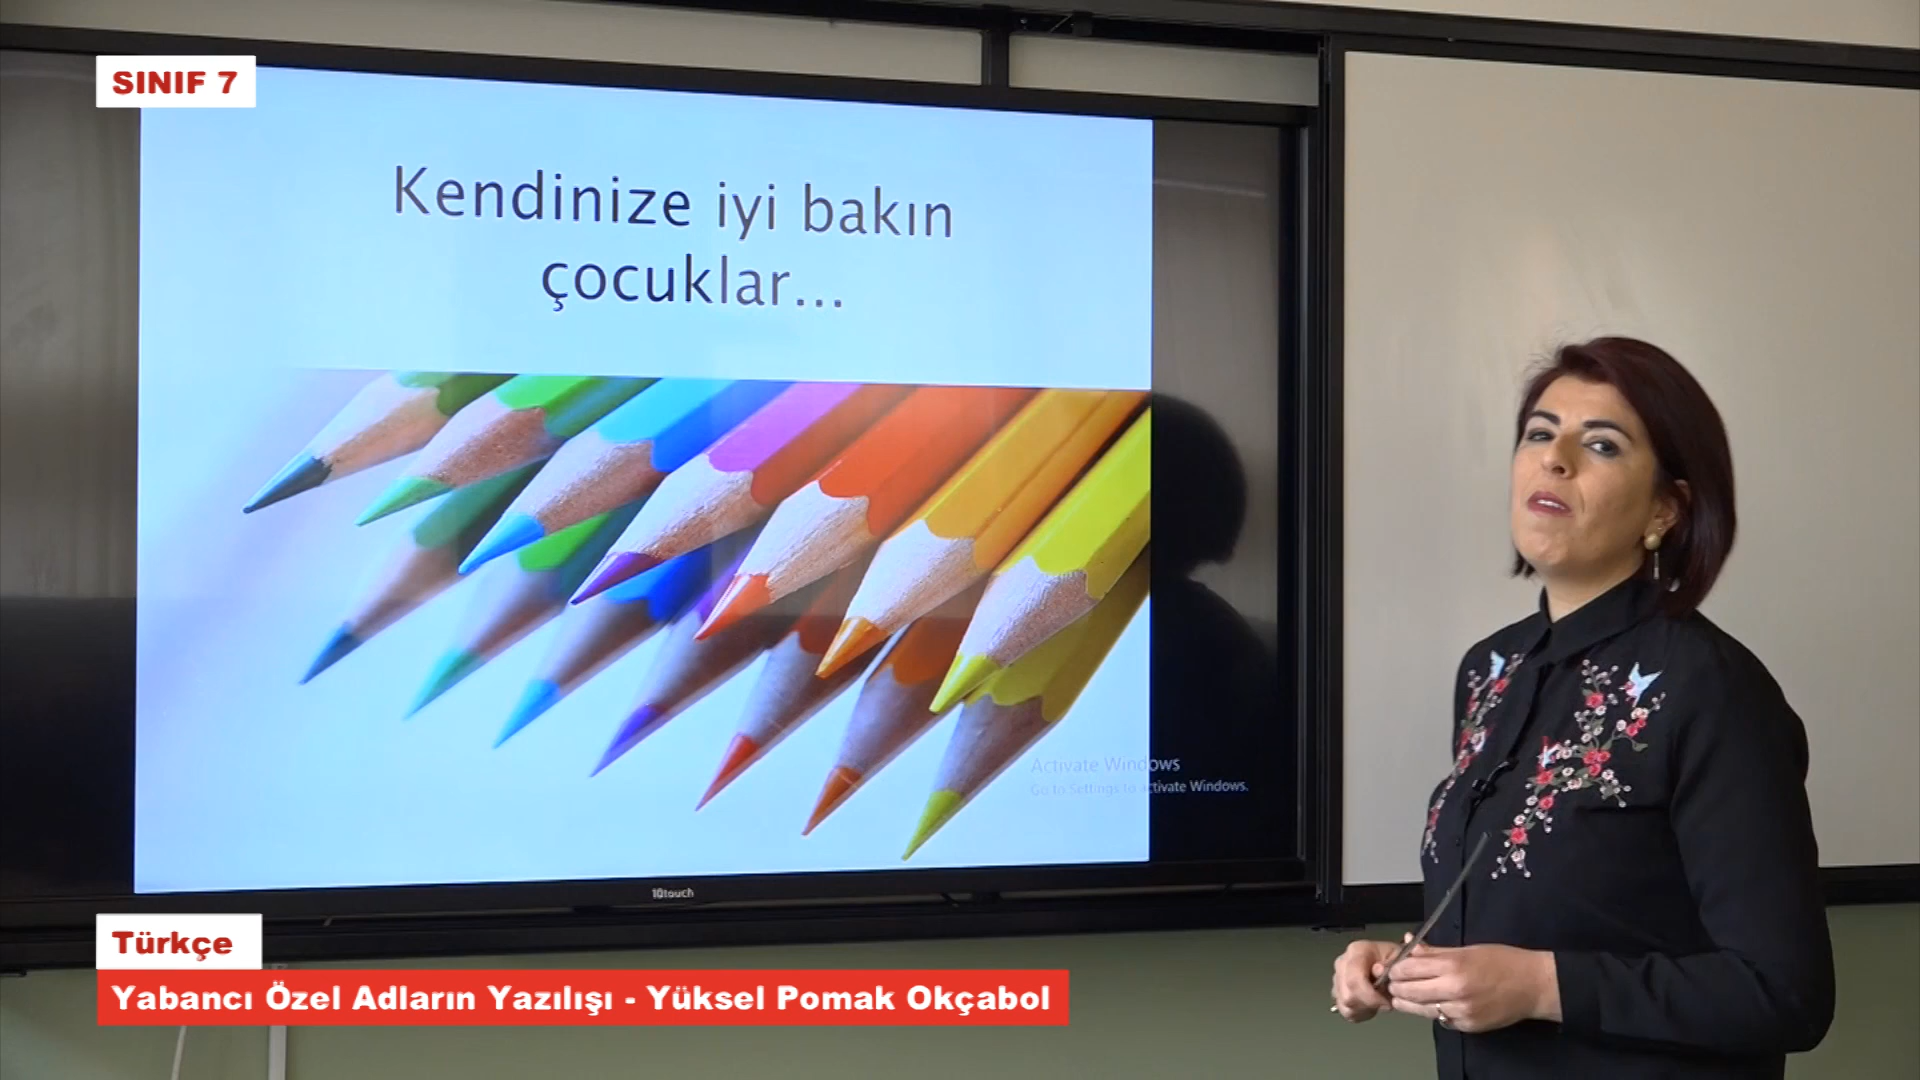 SINIF 7
Kendinize iyi bakın
çocuklar...
Activate Windows
Go to Settings to activate Windows.
IQtouch
Türkçe
Yabancı Özel Adların Yazılışı - Yüksel Pomak Okçabol